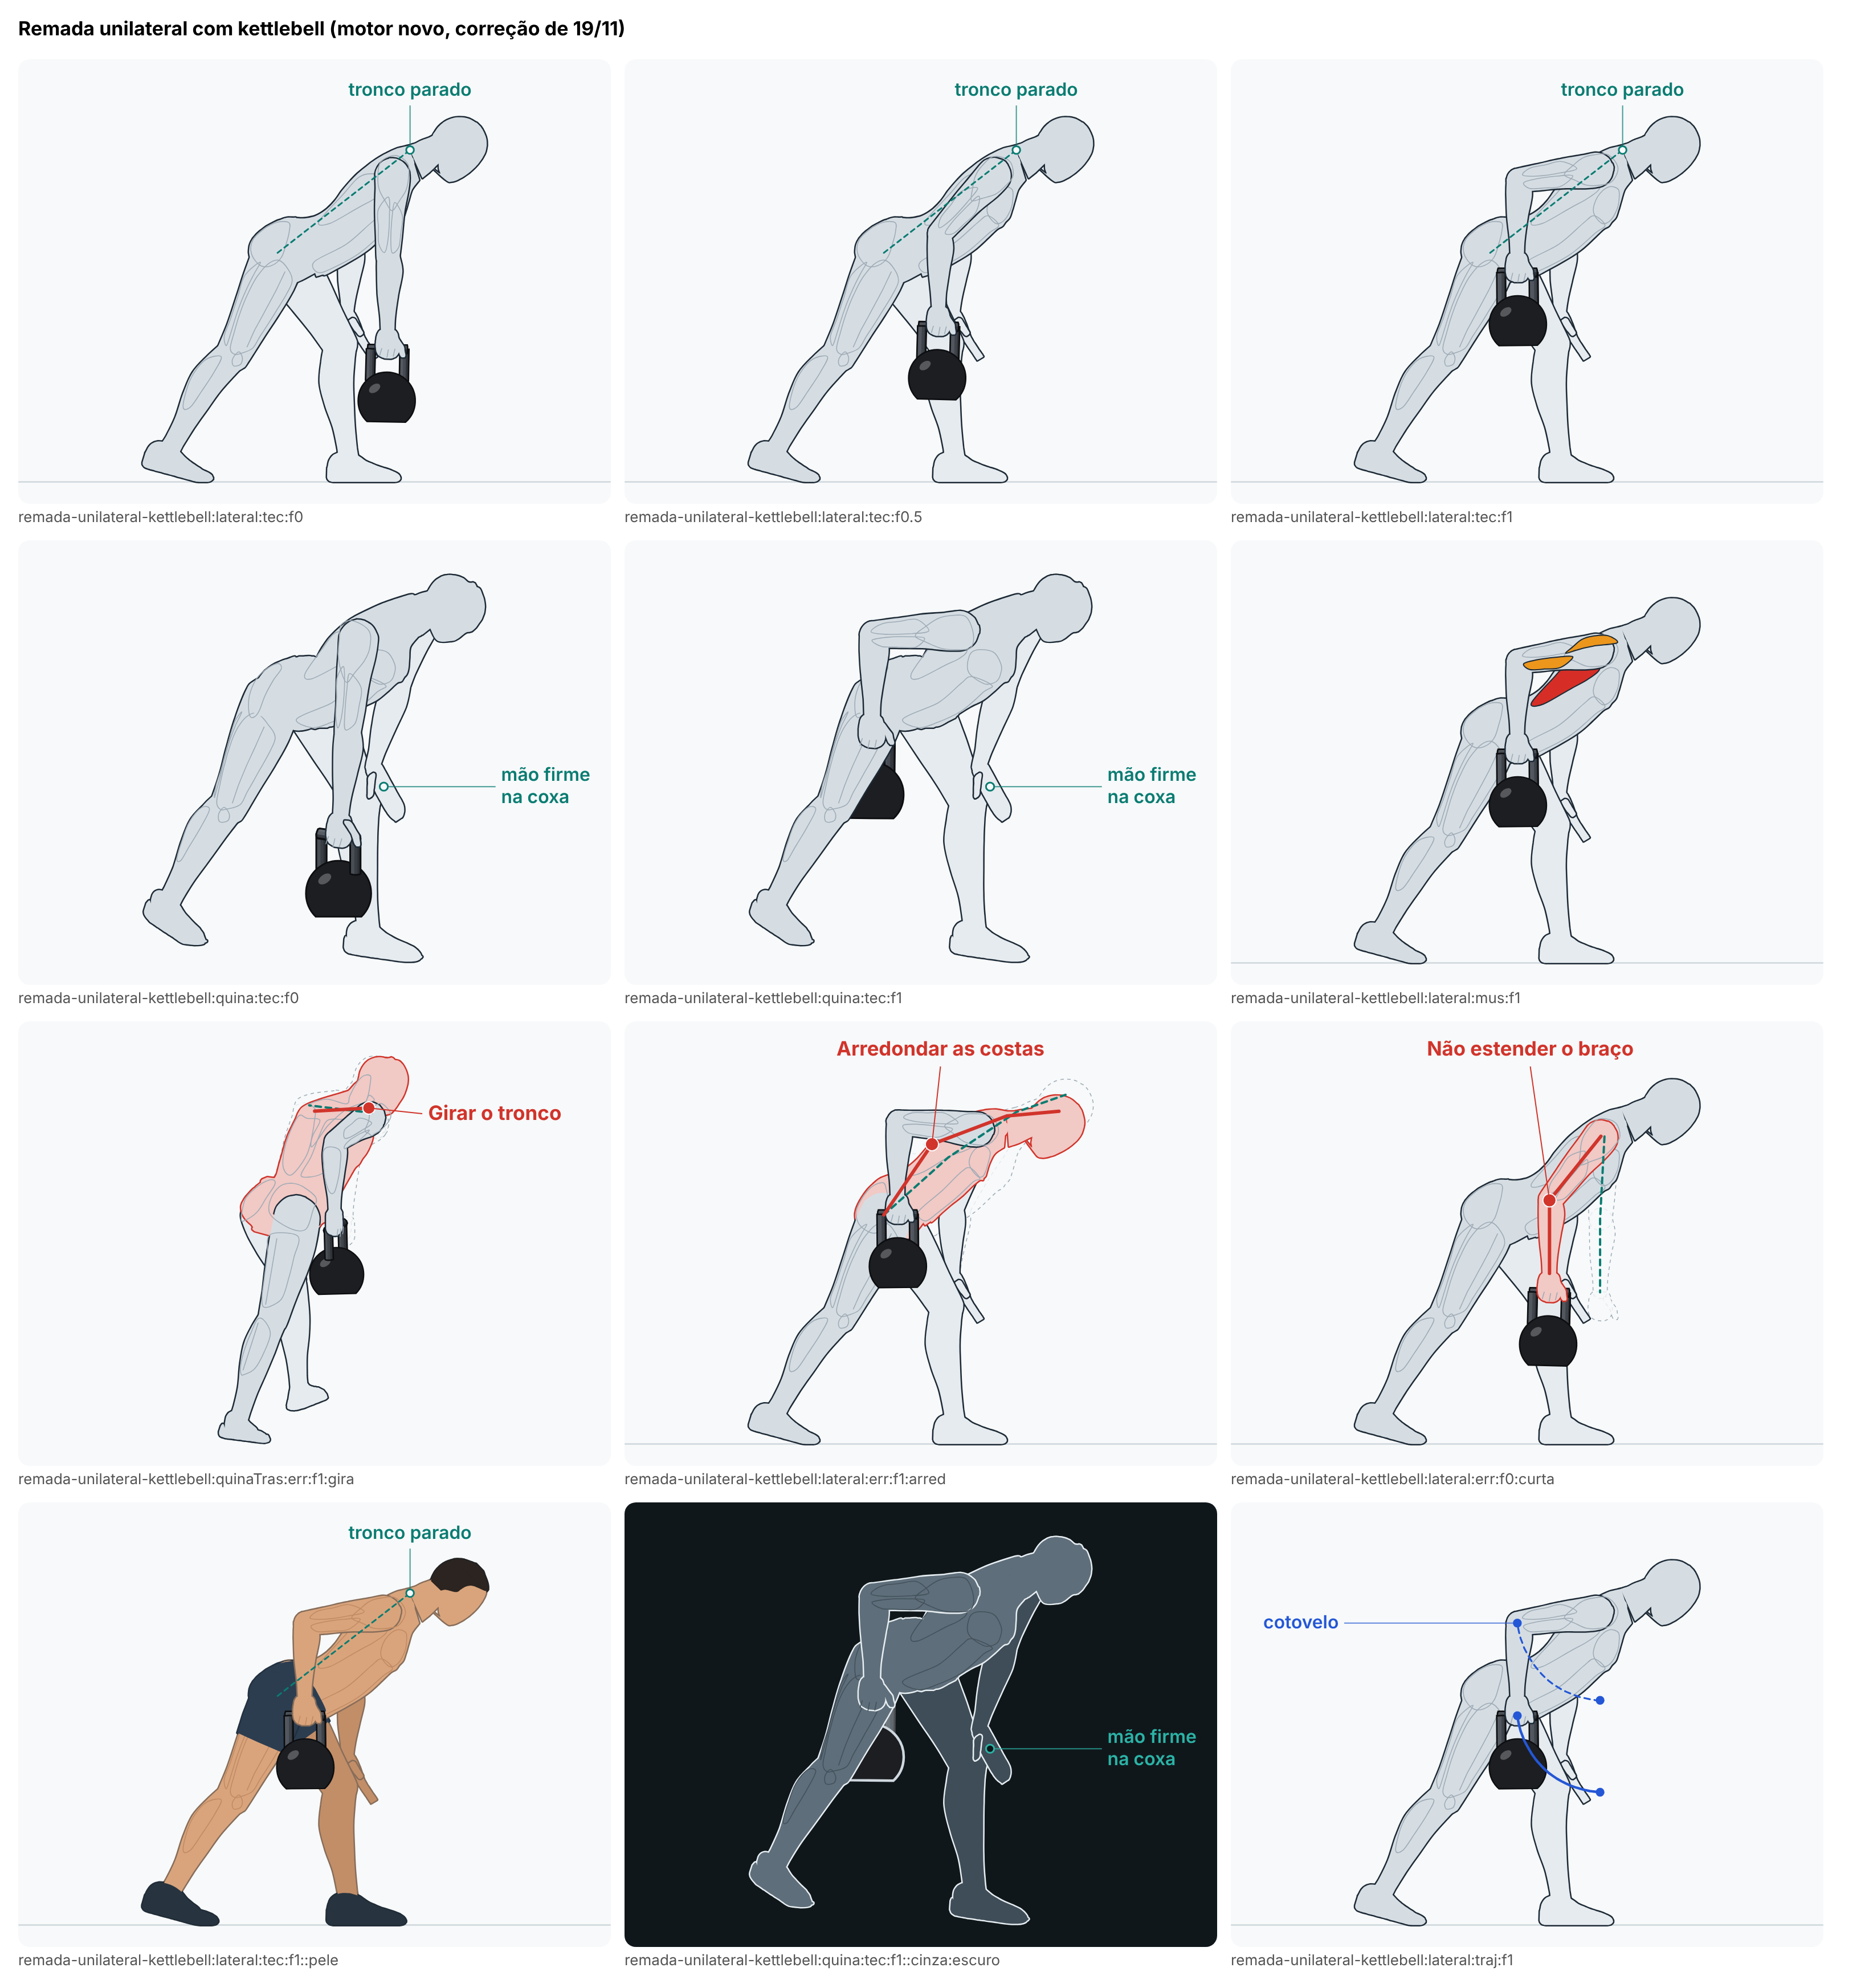 Remada unilateral com kettlebell (motor novo, correção de 19/11)
tronco parado
tronco parado
tronco parado
remada-unilateral-kettlebell:lateral:tec:f0
remada-unilateral-kettlebell:lateral:tec:f0.5
remada-unilateral-kettlebell:lateral:tec:f1
mão firme
na coxa
mão firme
na coxa
remada-unilateral-kettlebell:quina:tec:f0
remada-unilateral-kettlebell:quina:tec:f1
remada-unilateral-kettlebell:lateral:mus:f1
Girar o tronco
Arredondar as costas
Não estender o braço
remada-unilateral-kettlebell:quinaTras:err:f1:gira
remada-unilateral-kettlebell:lateral:err:f1:arred
remada-unilateral-kettlebell:lateral:err:f0:curta
tronco parado
mão firme
na coxa
cotovelo
remada-unilateral-kettlebell:lateral:tec:f1::pele
remada-unilateral-kettlebell:quina:tec:f1::cinza:escuro
remada-unilateral-kettlebell:lateral:traj:f1